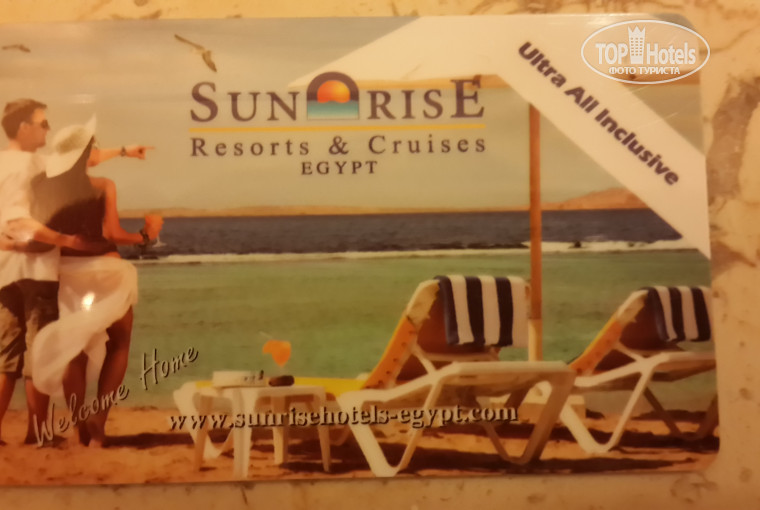 TOP Hotels
ФОТО ТУРИСТА
Ultra All Inclusive
SUNRISE
Resorts & Cruises
EGYPT
Welcome Home
www.sunrisehotels-egypt.com